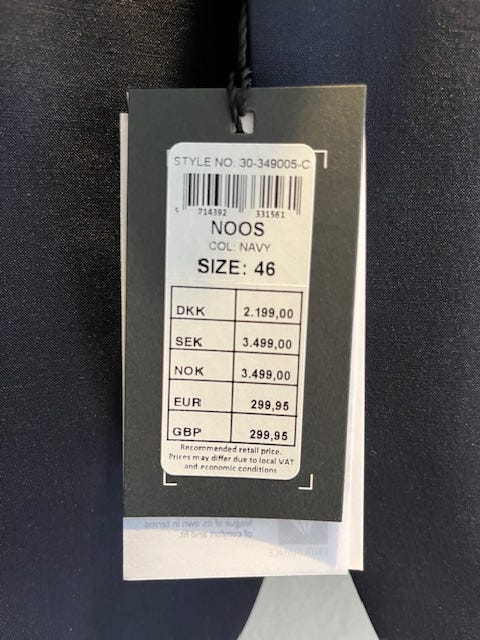 STYLE NO: 30-349005-C
5 714392 331561
NOOS
COL: NAVY
SIZE: 46
DKK 2.199,00
SEK 3.499,00
NOK 3.499,00
EUR 299,95
GBP 299,95
Recommended retail price.
Prices may differ due to local VAT
and economic conditions
league of its own in terms
of comfort and fit.
ENDURANCE